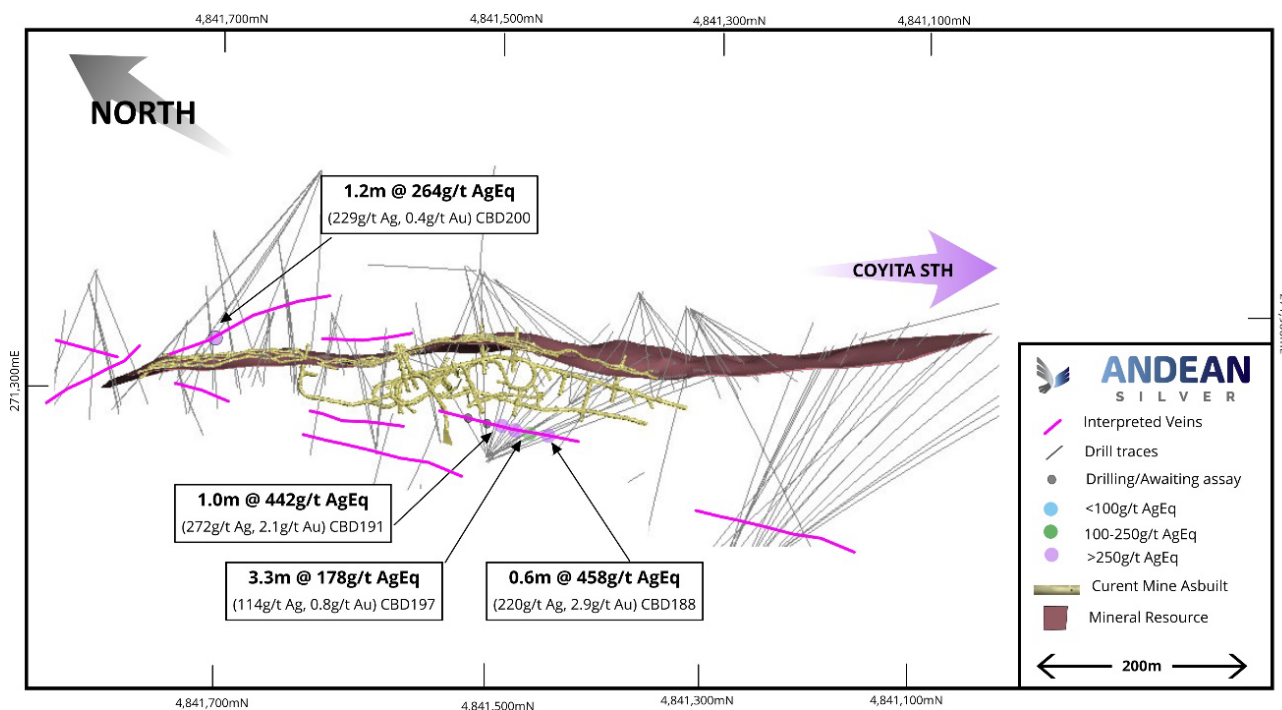 4,841,700mN
4,841,500mN
4,841,300mN
4,841,100mN
NORTH
1.2m @ 264g/t AgEq
(229g/t Ag, 0.4g/t Au) CBD200
COYITA STH
271,300mE
1.0m @ 442g/t AgEq
(272g/t Ag, 2.1g/t Au) CBD191
3.3m @ 178g/t AgEq
(114g/t Ag, 0.8g/t Au) CBD197
0.6m @ 458g/t AgEq
(220g/t Ag, 2.9g/t Au) CBD188
ANDEAN
SILVER
Interpreted Veins
Drill traces
Drilling/Awaiting assay
<100g/t AgEq
100-250g/t AgEq
>250g/t AgEq
Curent Mine Asbuilt
Mineral Resource
200m
4,841,700mN
4,841,500mN
4,841,300mN
4,841,100mN